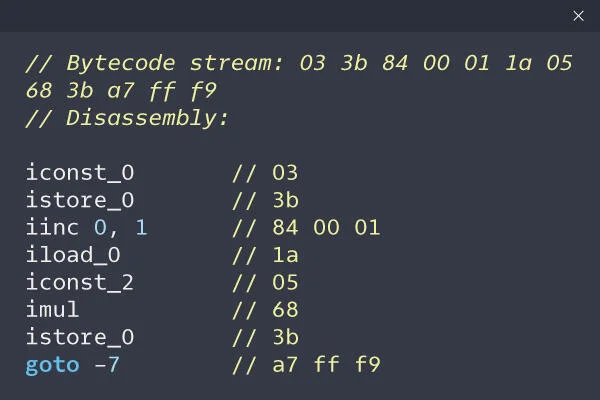 // Bytecode stream: 03 3b 84 00 01 1a 05
68 3b a7 ff f9
// Disassembly:
iconst_0 // 03
istore_0 // 3b
iinc 0, 1 // 84 00 01
iload_0 // 1a
iconst_2 // 05
imul // 68
istore_0 // 3b
goto -7 // a7 ff f9